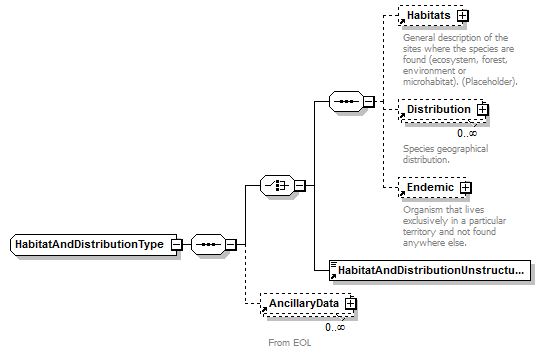 Habitats
General description of the
sites where the species are
found (ecosystem, forest,
environment or
microhabitat). (Placeholder).
Distribution
0..∞
Species geographical
distribution.
Endemic
Organism that lives
exclusively in a particular
territory and not found
anywhere else.
HabitatAndDistributionType
HabitatAndDistributionUnstructu...
AncillaryData
0..∞
From EOL